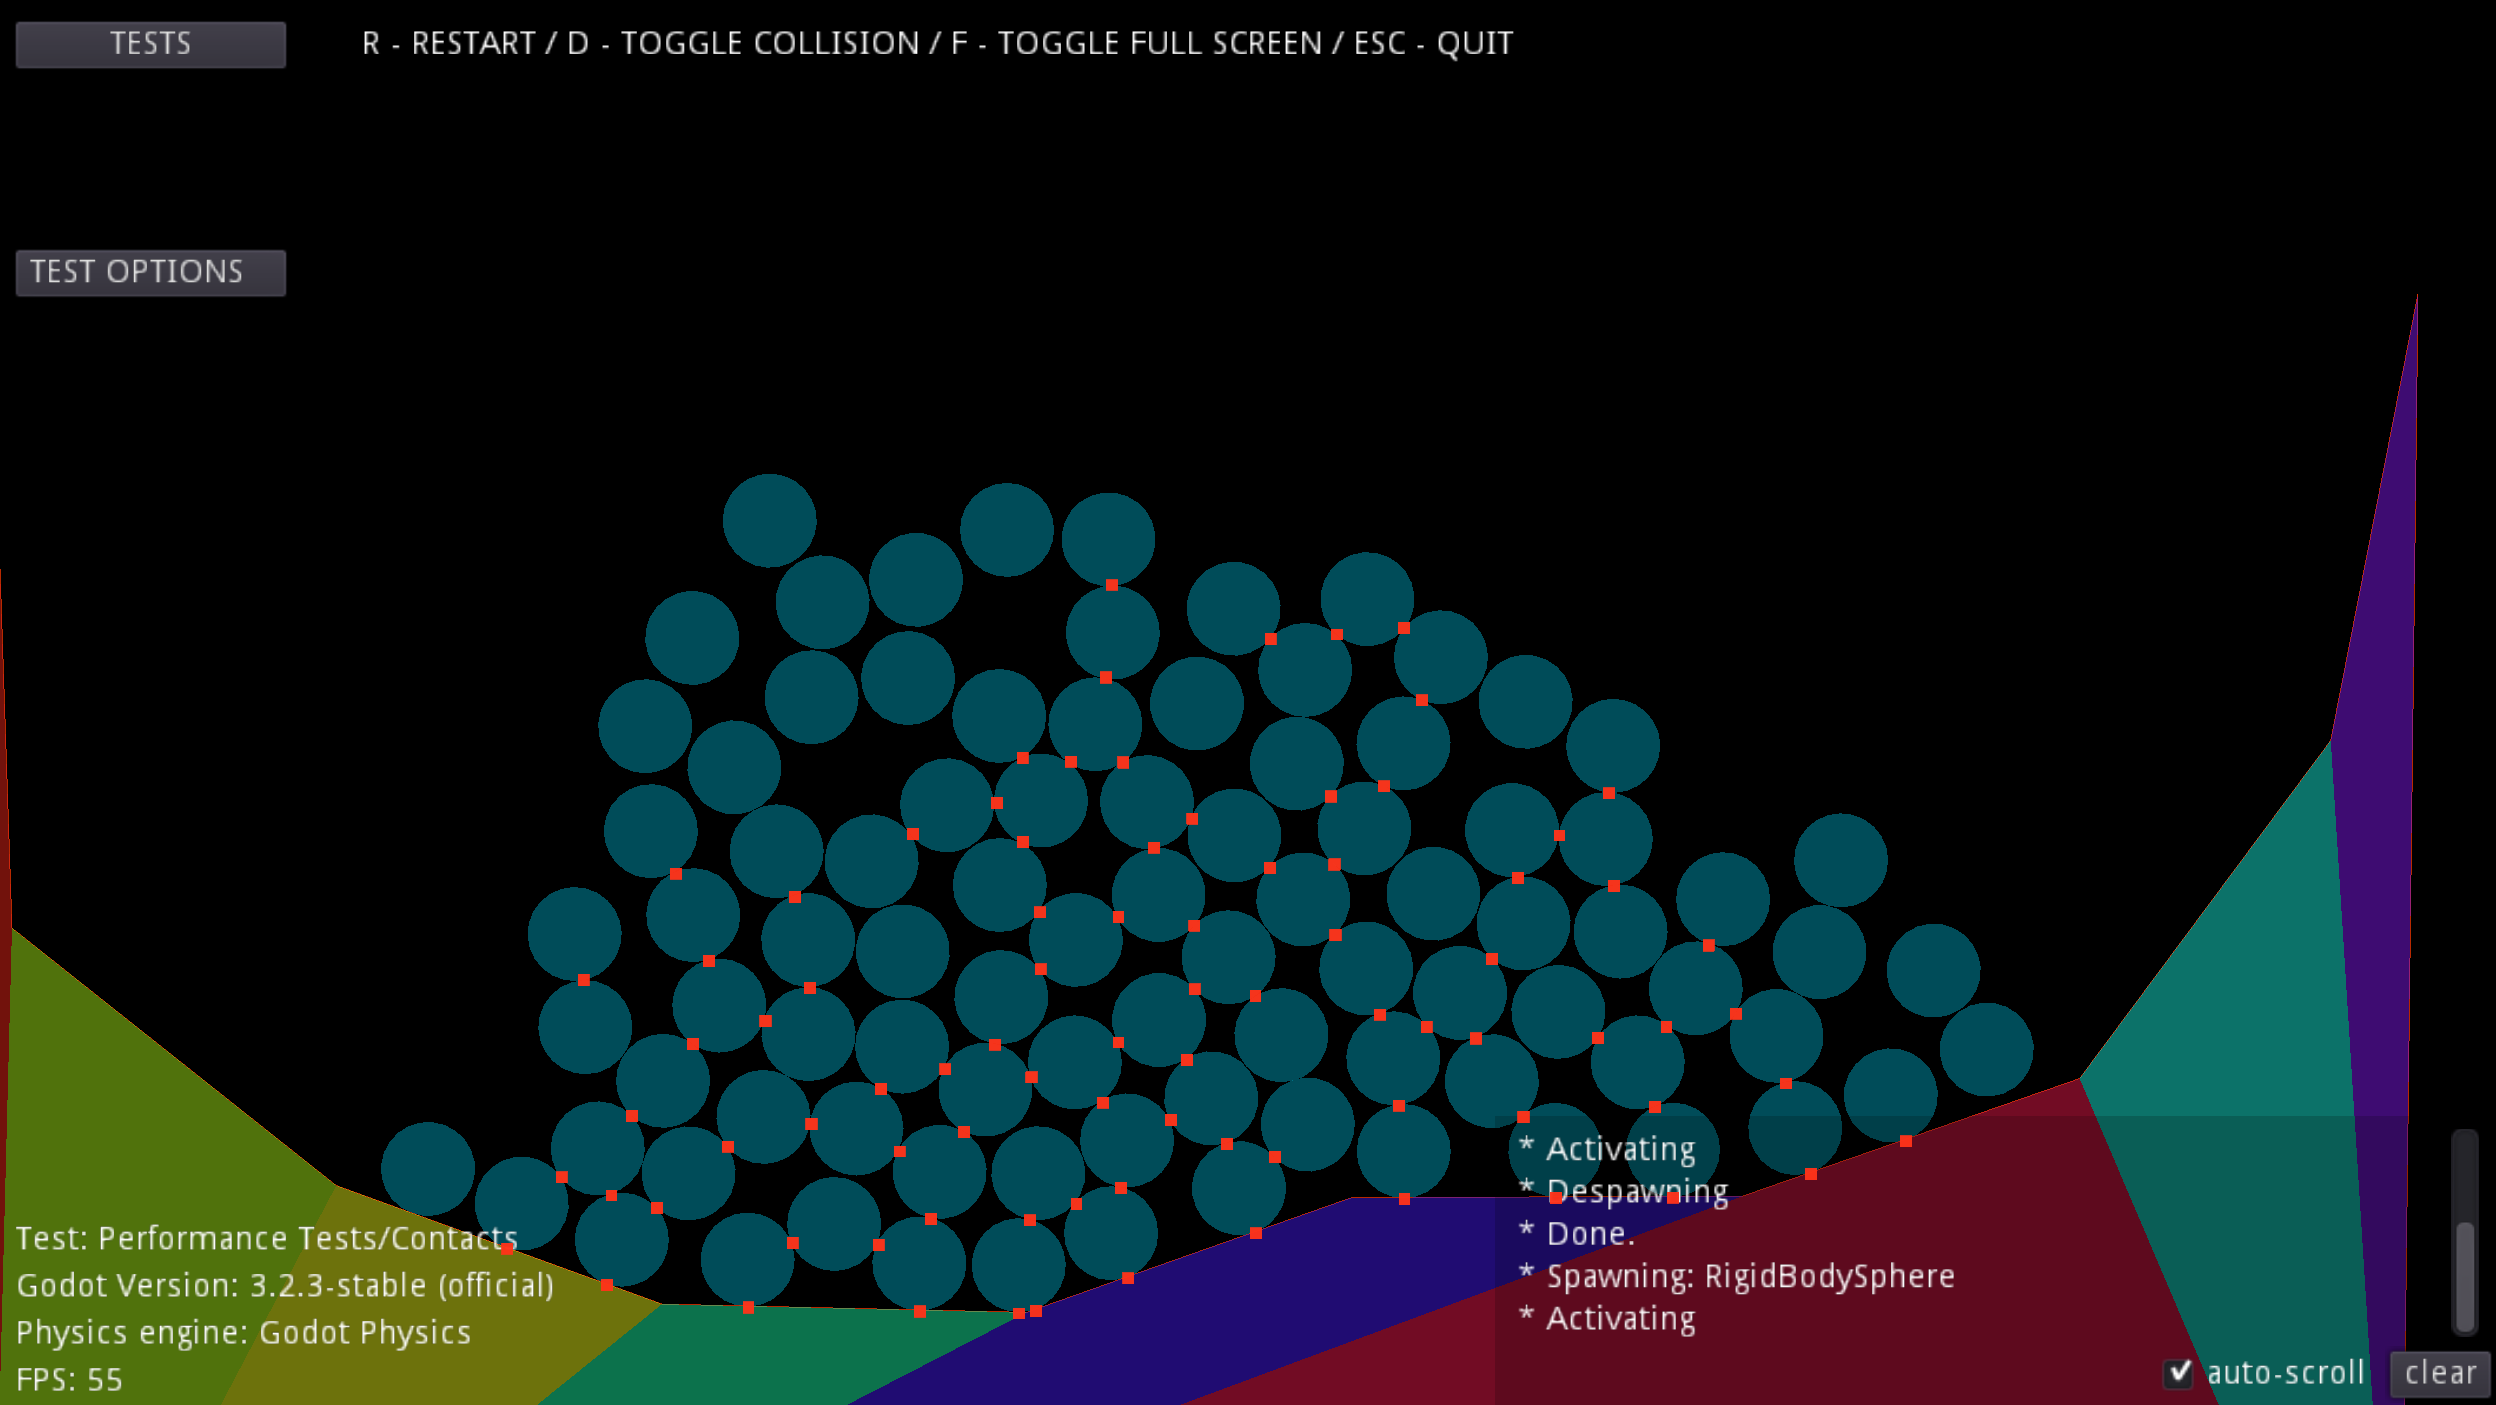 TESTS
R - RESTART / D - TOGGLE COLLISION / F - TOGGLE FULL SCREEN / ESC - QUIT
TEST OPTIONS
Test: Performance Tests/Contacts
Godot Version: 3.2.3-stable (official)
Physics engine: Godot Physics
FPS: 55
* Activating
* Despawning
* Done.
* Spawning: RigidBodySphere
* Activating
auto-scroll
clear